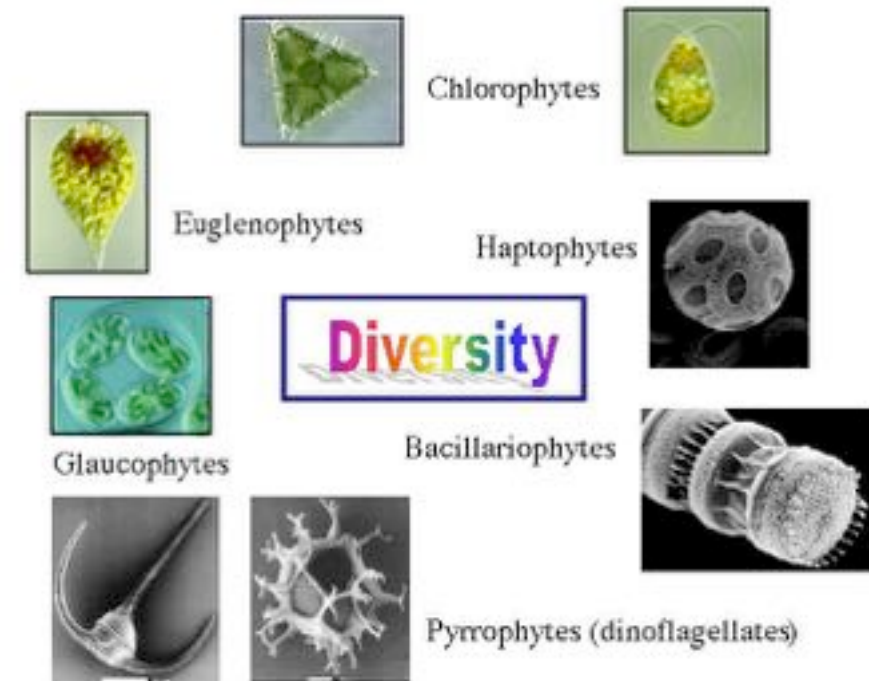 Chlorophytes
Euglenophytes
Haptophytes
Diversity
Bacillariophytes
Glaucophytes
Pyrrophytes (dinoflagellates)